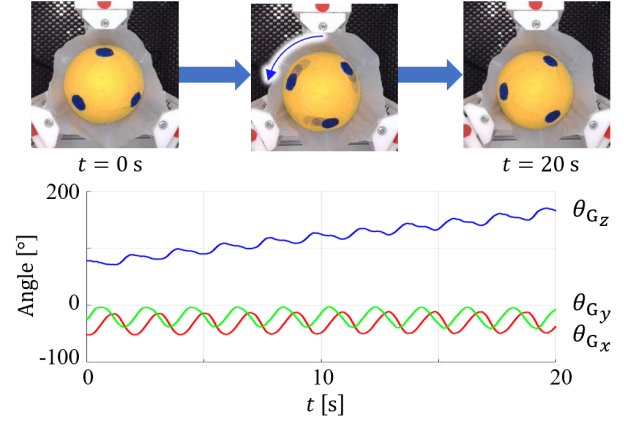 t = 0 s
t = 20 s
200
θGz
Angle [°]
0
θGy
θGx
-100
0
10
20
t [s]